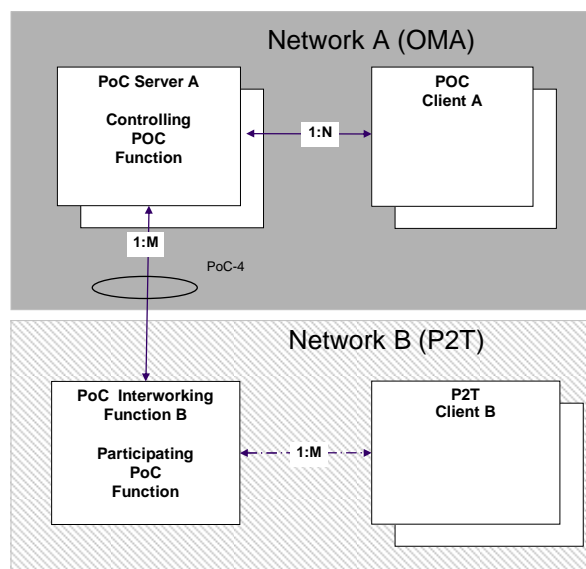 Network A (OMA)
PoC Server A
Controlling
POC
Function
1:N
POC
Client A
1:M
PoC-4
Network B (P2T)
PoC Interworking
Function B
Participating
PoC
Function
1:M
P2T
Client B